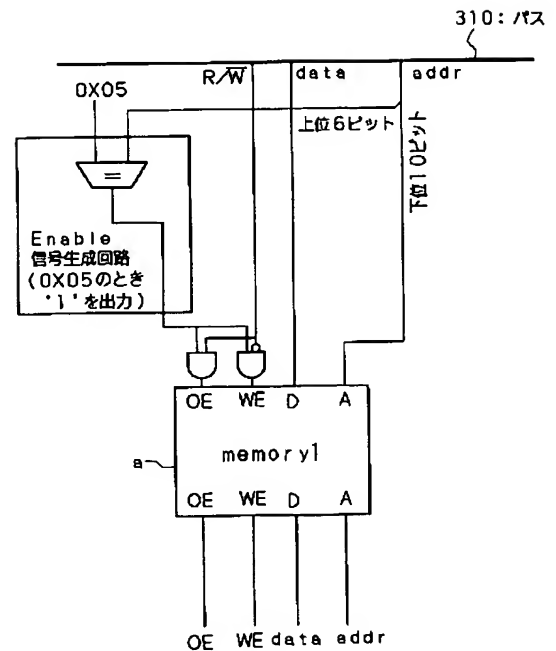 310：バス
R/W̅
data
addr
0X05
上位6ビット
下位10ビット
=
Enable
信号生成回路
（0X05のとき
'1'を出力）
OE WE D A
a
memory1
OE WE D A
OE WE data addr